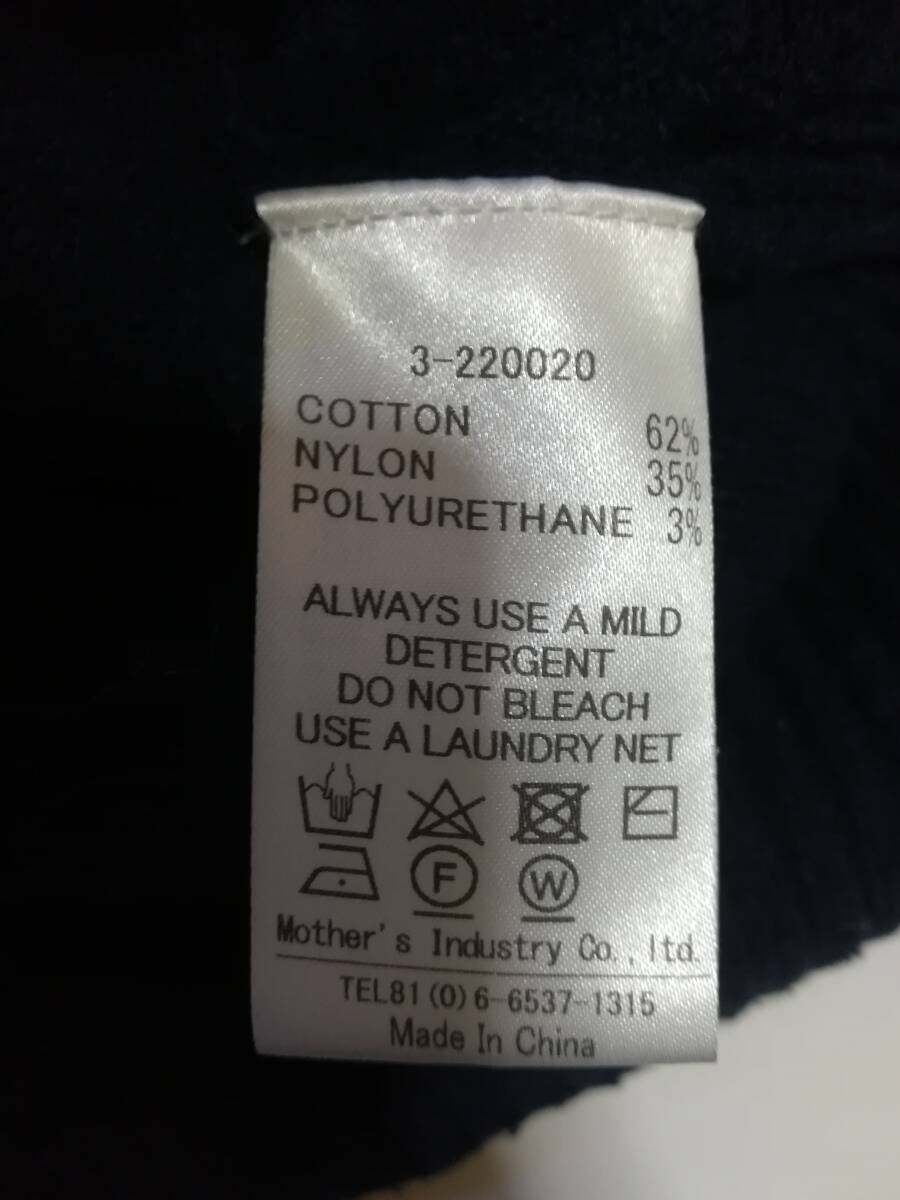 3-220020
COTTON 62%
NYLON 35%
POLYURETHANE 3%
ALWAYS USE A MILD
DETERGENT
DO NOT BLEACH
USE A LAUNDRY NET
F W
Mother's Industry Co.,ltd.
TEL81(0)6-6537-1315
Made In China